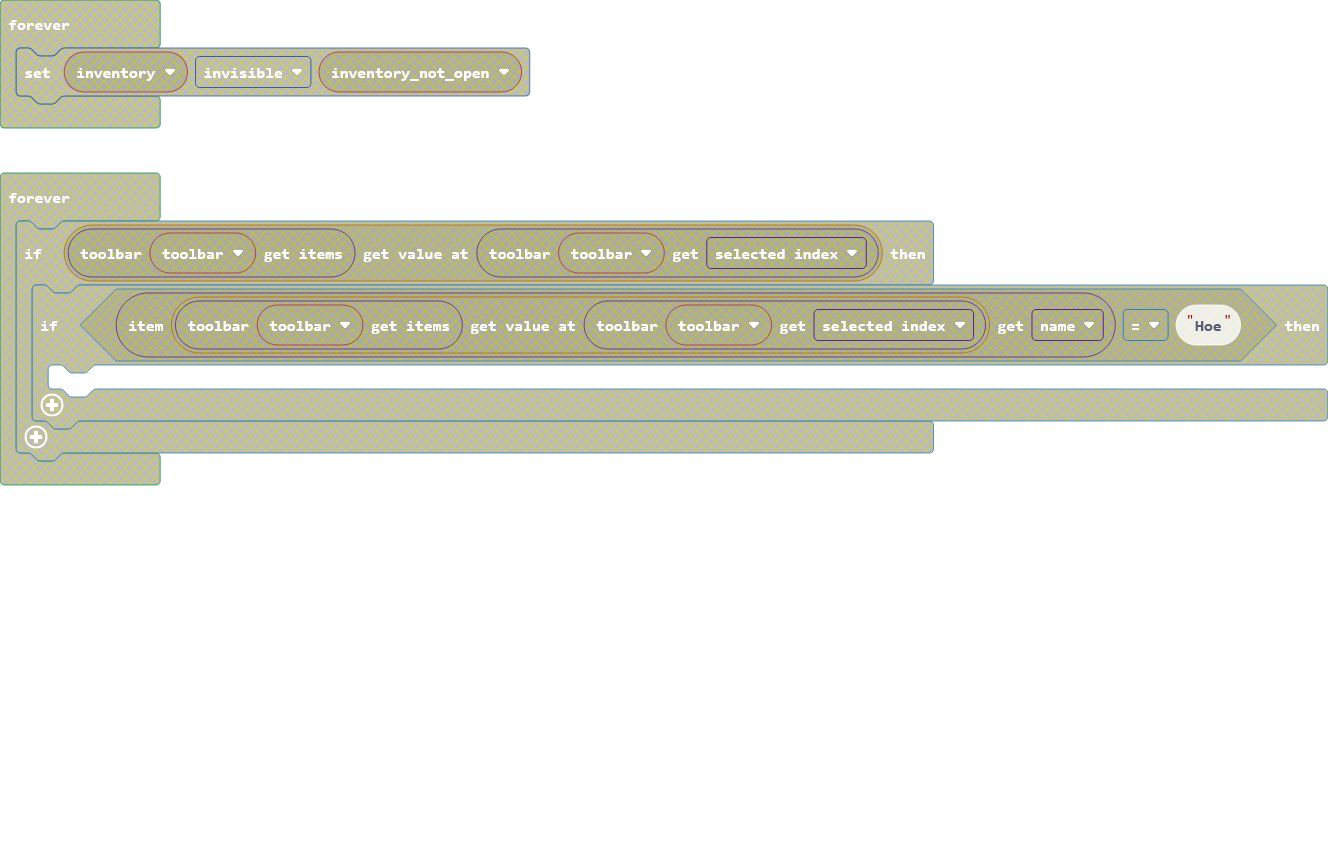 forever
set inventory invisible inventory_not_open
forever
if toolbar toolbar get items get value at toolbar toolbar get selected index then
if item toolbar toolbar get items get value at toolbar toolbar get selected index get name = "Hoe" then